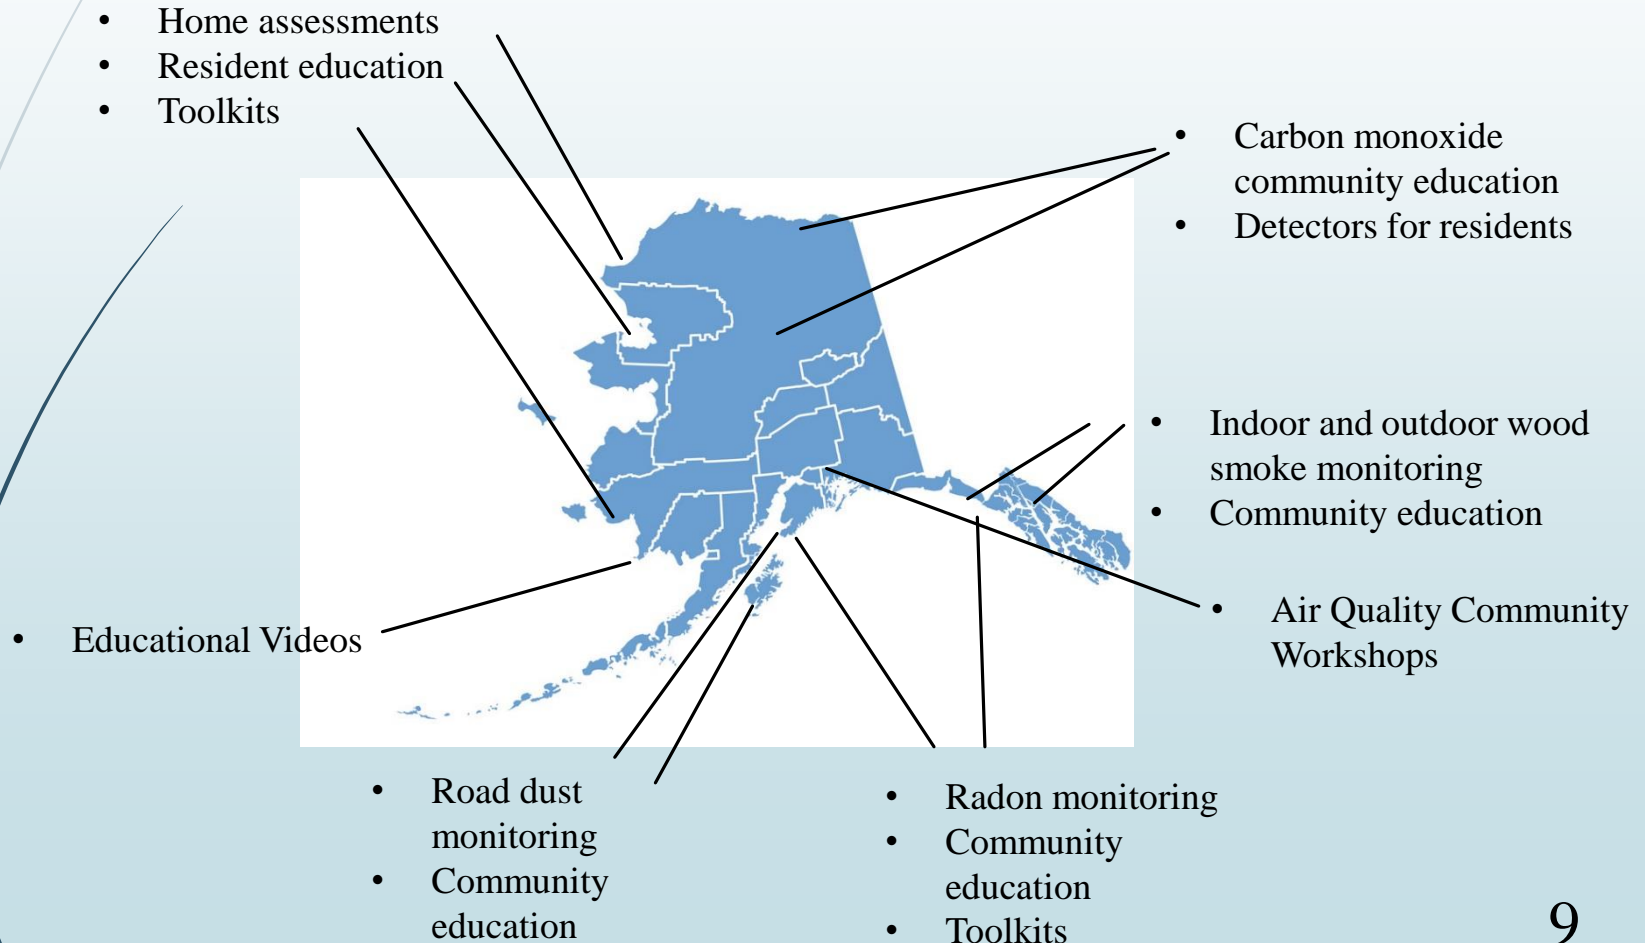 • Home assessments
• Resident education
• Toolkits
• Carbon monoxide
community education
• Detectors for residents
• Indoor and outdoor wood
smoke monitoring
• Community education
• Air Quality Community
Workshops
• Educational Videos
• Road dust
monitoring
• Community
education
• Radon monitoring
• Community
education
• Toolkits
9